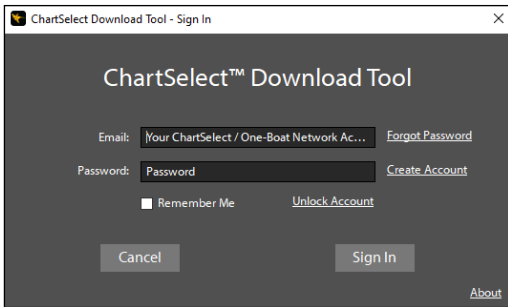 ChartSelect Download Tool - Sign In
ChartSelect™ Download Tool
Email: Your ChartSelect / One-Boat Network Ac... Forgot Password
Password: Password Create Account
Remember Me Unlock Account
Cancel Sign In
About